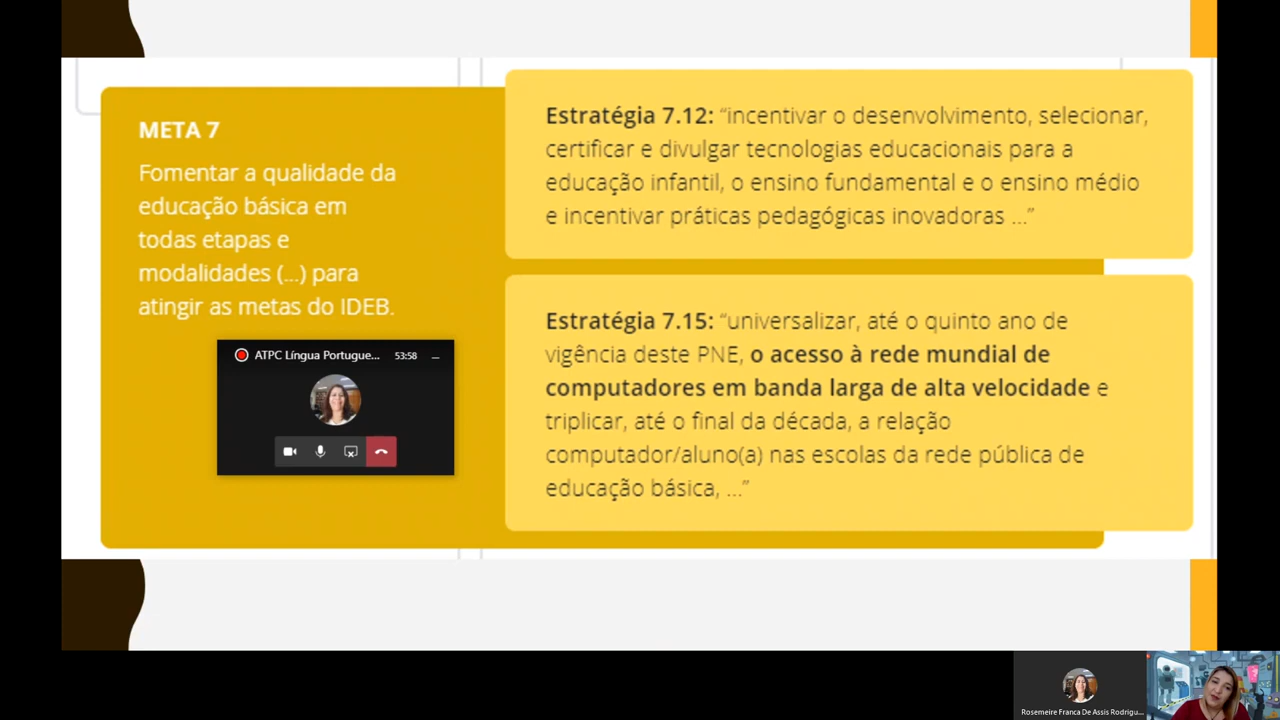 META 7
Fomentar a qualidade da
educação básica em
todas etapas e
modalidades (...) para
atingir as metas do IDEB.
ATPC Língua Portugue... 53:58
Estratégia 7.12: “incentivar o desenvolvimento, selecionar,
certificar e divulgar tecnologias educacionais para a
educação infantil, o ensino fundamental e o ensino médio
e incentivar práticas pedagógicas inovadoras ...”
Estratégia 7.15: “universalizar, até o quinto ano de
vigência deste PNE, o acesso à rede mundial de
computadores em banda larga de alta velocidade e
triplicar, até o final da década, a relação
computador/aluno(a) nas escolas da rede pública de
educação básica, ...”
Rosemeire Franca De Assis Rodrigu...